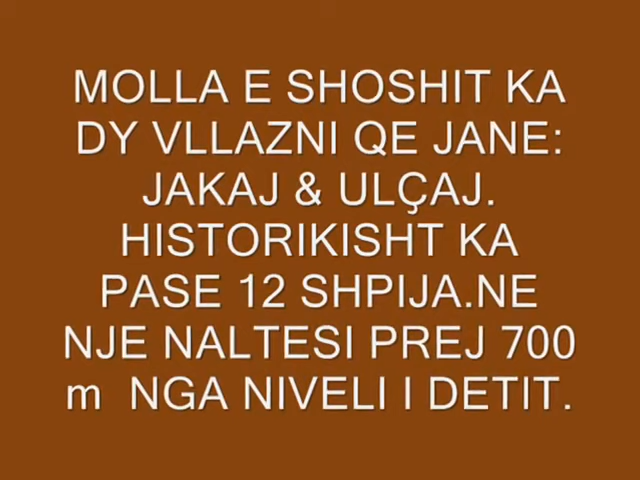 MOLLA E SHOSHIT KA
DY VLLAZNI QE JANE:
JAKAJ & ULÇAJ.
HISTORIKISHT KA
PASE 12 SHPIJA.NE
NJE NALTESI PREJ 700
m  NGA NIVELI I DETIT.